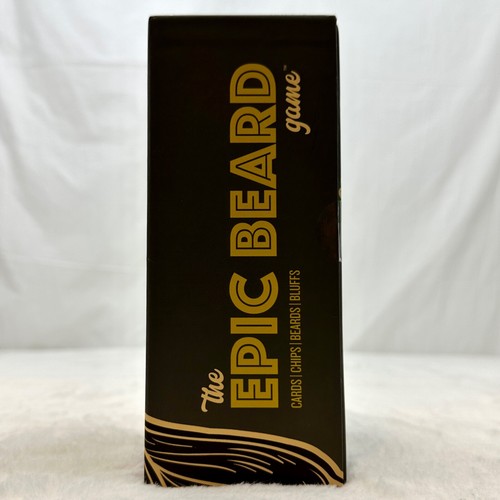 the
EPIC BEARD
game™
CARDS | CHIPS | BEARDS | BLUFFS